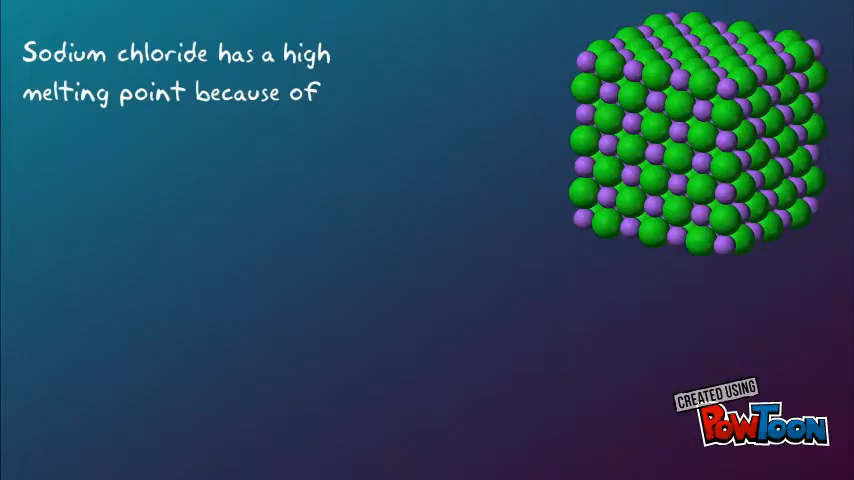 Sodium chloride has a high
melting point because of
CREATED USING
POWTOON